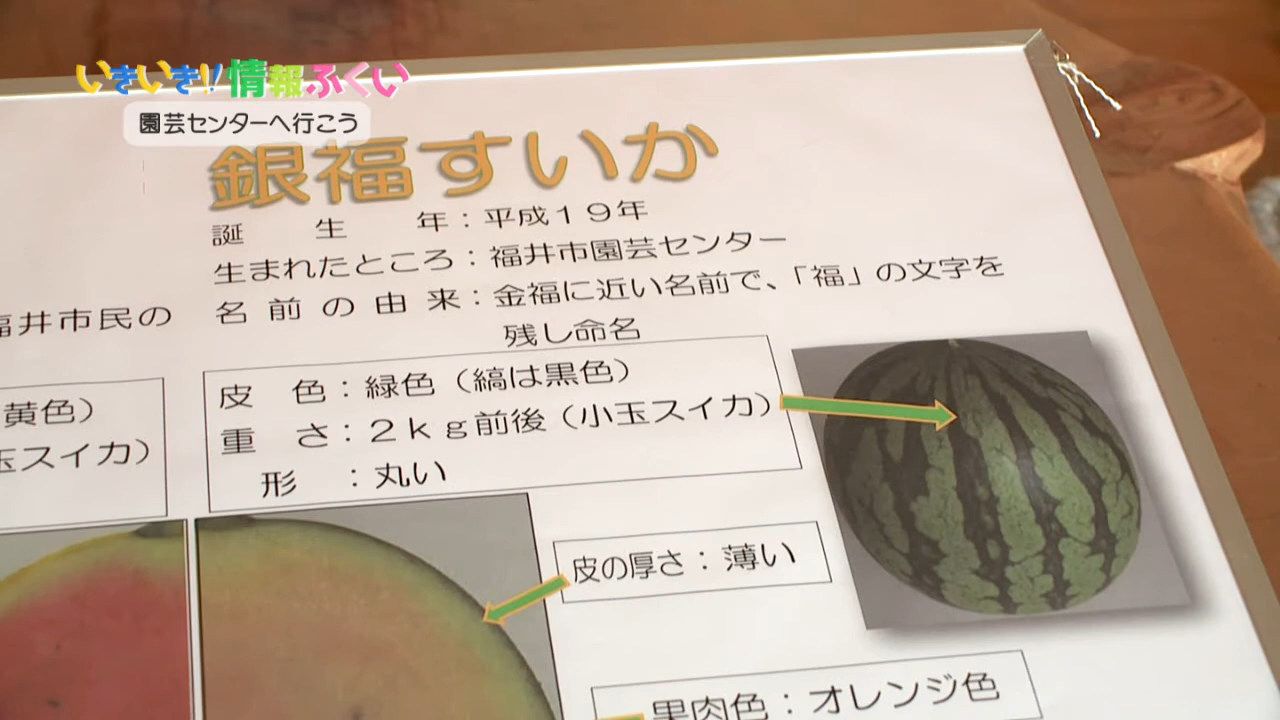 いきいき!!情報ふくい
園芸センターへ行こう
銀福すいか
誕生年：平成19年
生まれたところ：福井市園芸センター
名前の由来：金福に近い名前で、「福」の文字を
残し命名
井市民の
皮色：緑色（縞は黒色）
重さ：2kg前後（小玉スイカ）
形：丸い
黄色）
スイカ）
皮の厚さ：薄い
果肉色：オレンジ色